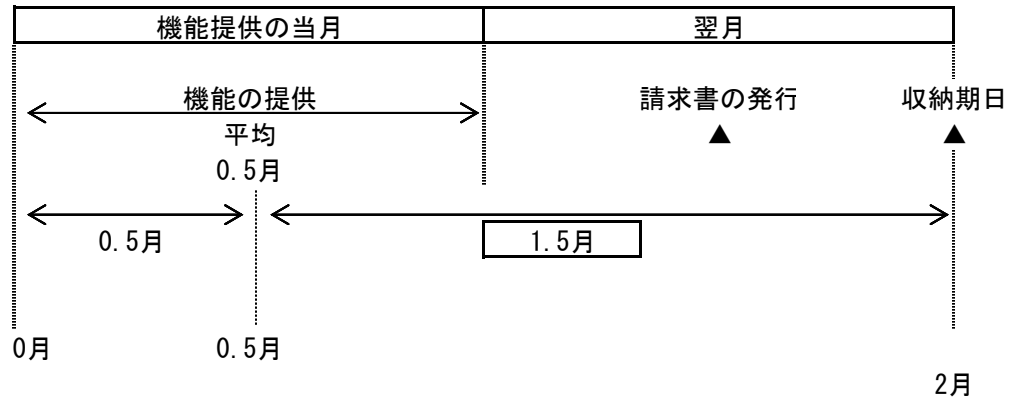 機能提供の当月 翌月
機能の提供 請求書の発行 収納期日
平均 ▲ ▲
0.5月
0.5月 1.5月
0月 0.5月
2月